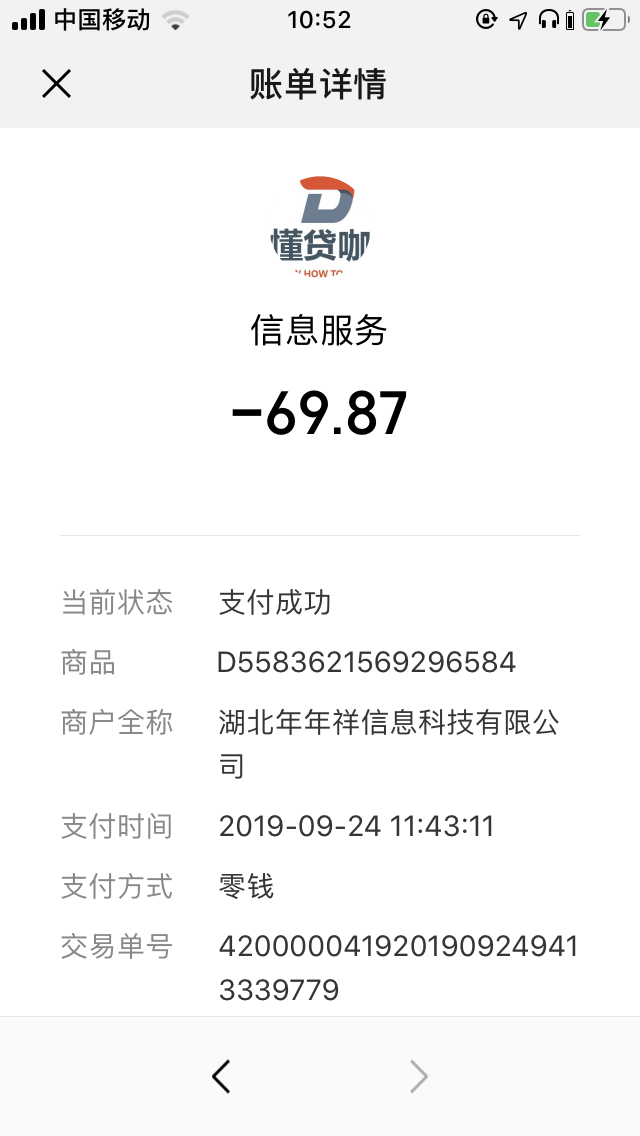 中国移动
10:52
账单详情
懂贷咖
HOW TO
信息服务
-69.87
当前状态 支付成功
商品 D5583621569296584
商户全称 湖北年年祥信息科技有限公
司
支付时间 2019-09-24 11:43:11
支付方式 零钱
交易单号 420000041920190924941
3339779